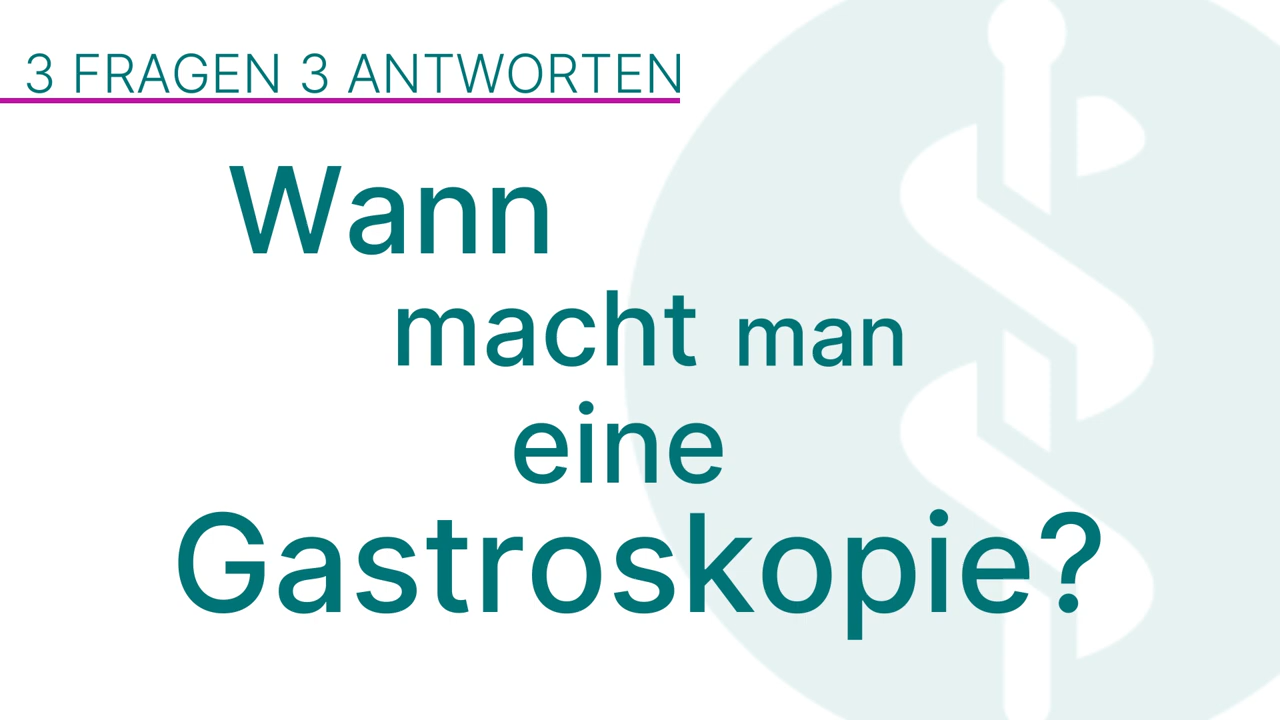 3 FRAGEN 3 ANTWORTEN
Wann
macht man
eine
Gastroskopie?